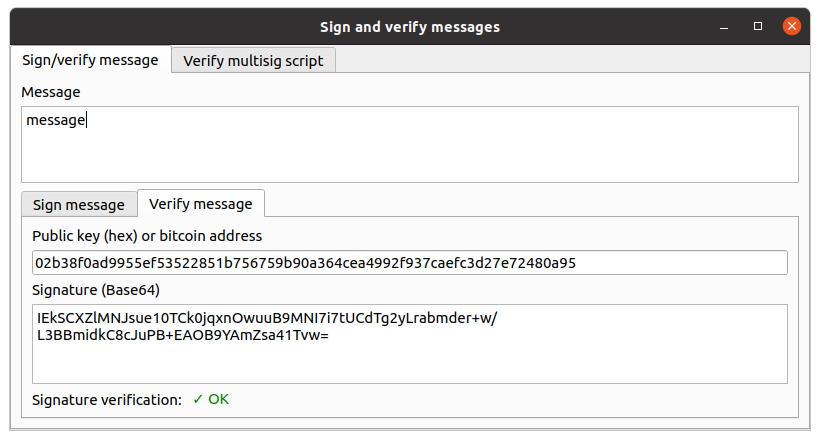 Sign and verify messages
Sign/verify message
Verify multisig script
Message
message
Sign message
Verify message
Public key (hex) or bitcoin address
02b38f0ad9955ef53522851b756759b90a364cea4992f937caefc3d27e72480a95
Signature (Base64)
IEkSCXZlMNJsue10TCk0jqxnOwuuB9MNI7i7tUCdTg2yLrabmder+w/
L3BBmidkC8cJuPB+EAOB9YAmZsa41Tvw=
Signature verification: ✓ OK